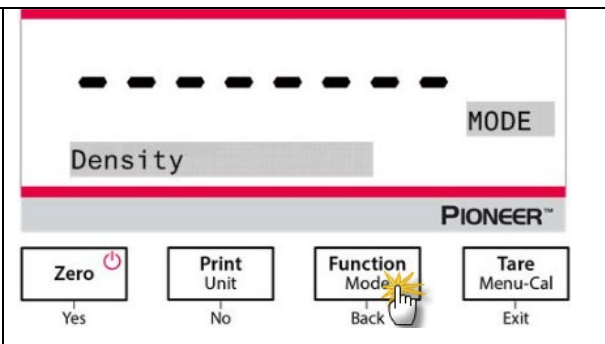 --------
MODE
Density
PIONEER™
Zero Print Function Tare
Unit Mode Menu-Cal
Yes No Back Exit